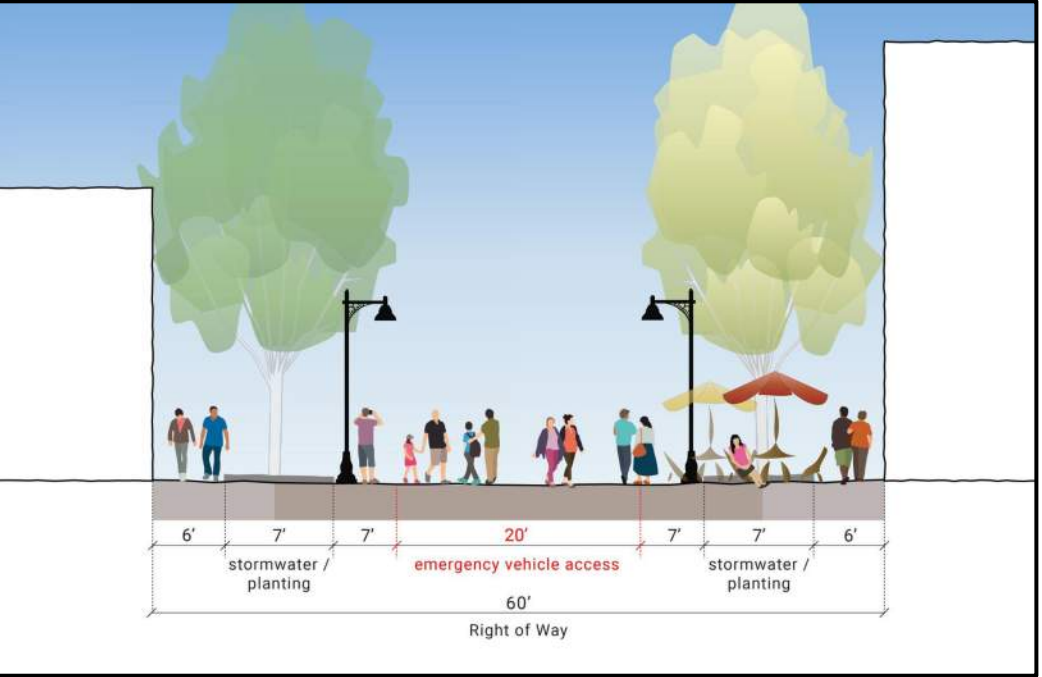 6’ 7’ 7’ 20’ 7’ 7’ 6’
stormwater / emergency vehicle access stormwater /
planting planting
60’
Right of Way